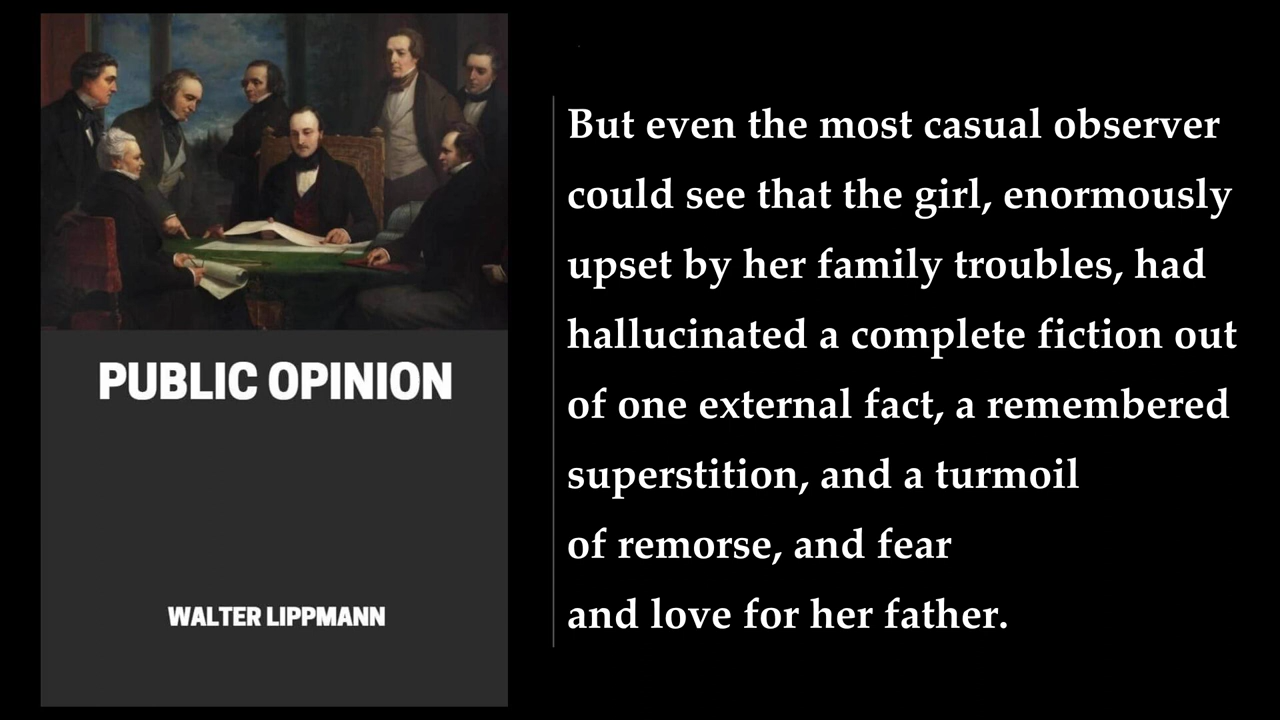 PUBLIC OPINION
WALTER LIPPMANN
But even the most casual observer
could see that the girl, enormously
upset by her family troubles, had
hallucinated a complete fiction out
of one external fact, a remembered
superstition, and a turmoil
of remorse, and fear
and love for her father.